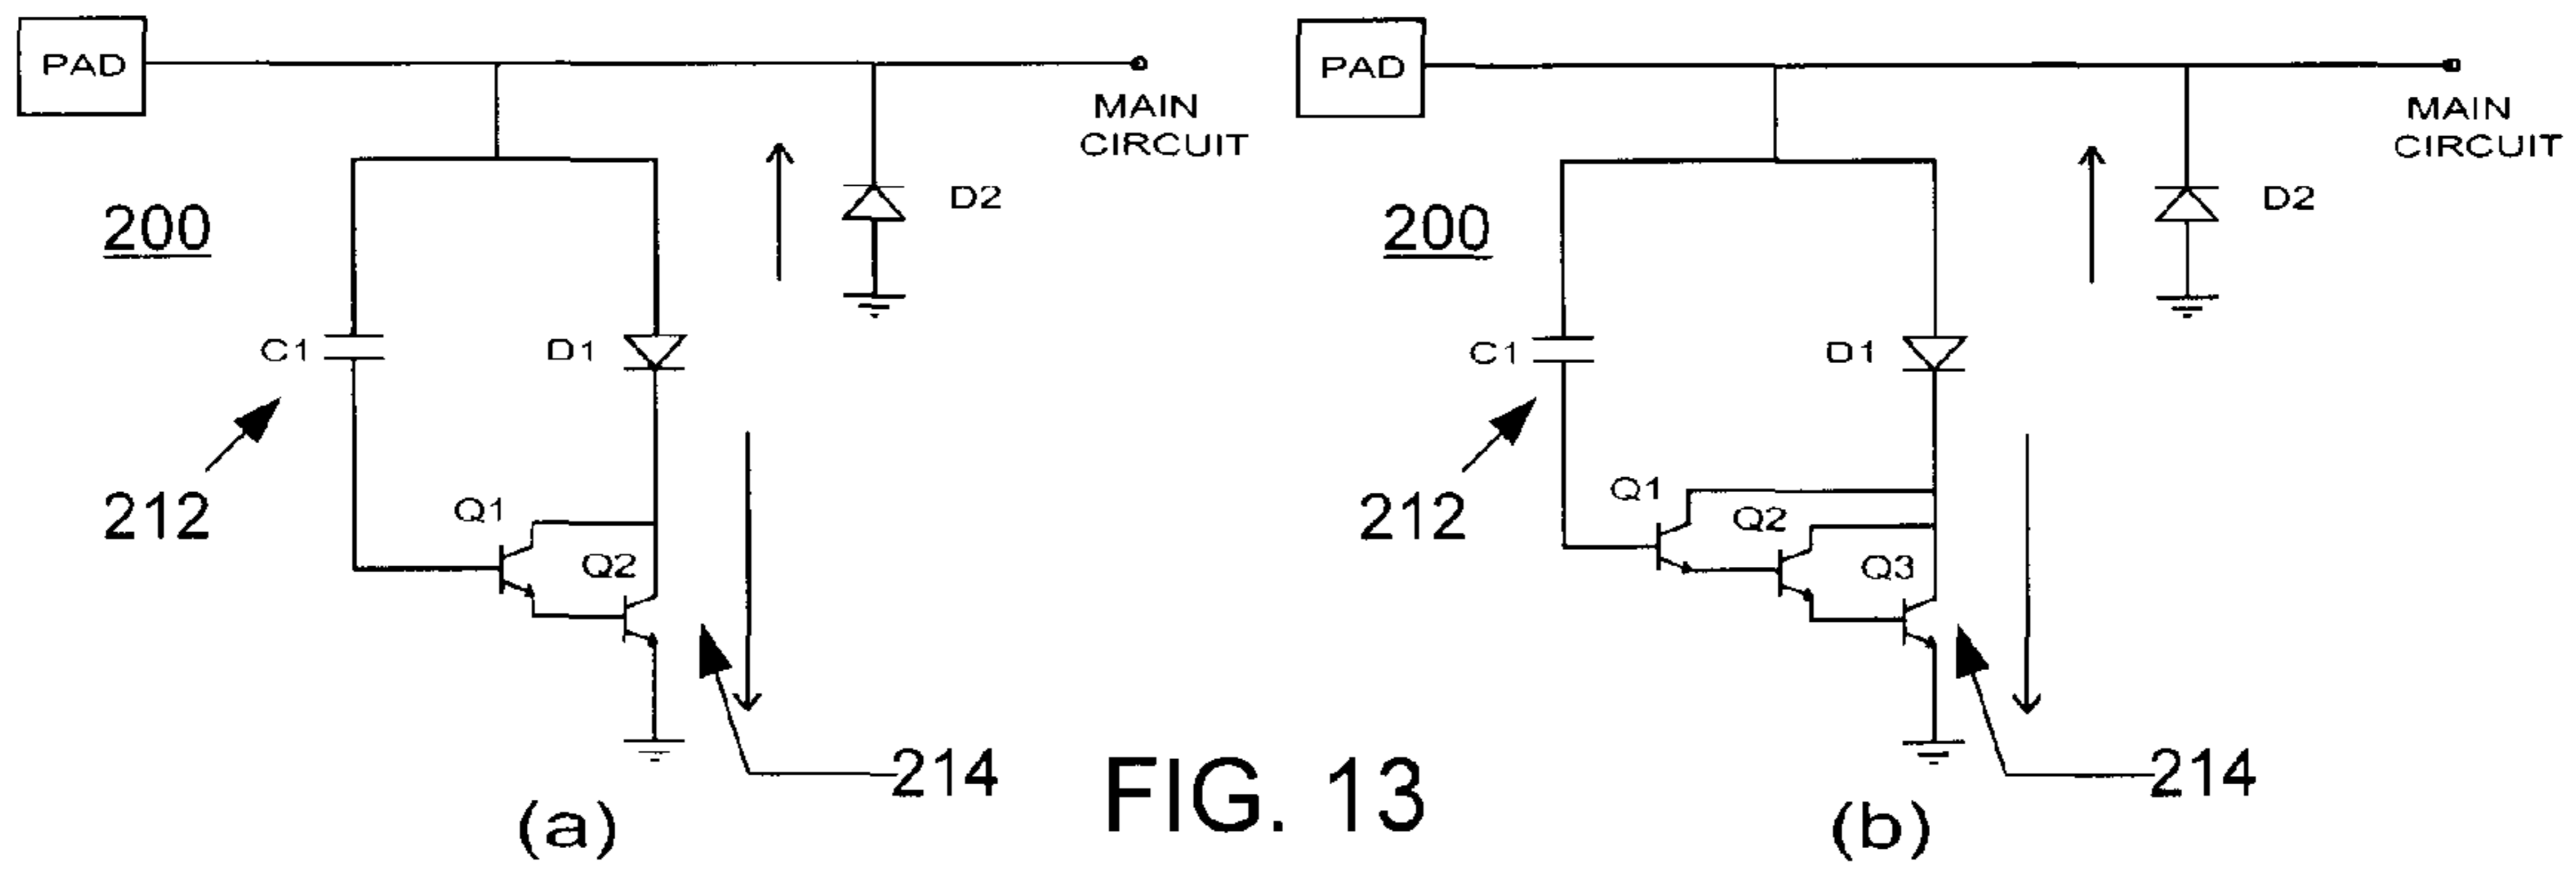 PAD
MAIN
CIRCUIT
D2
200
C1
D1
212
Q1
Q2
214
(a)
FIG. 13
PAD
MAIN
CIRCUIT
D2
200
C1
D1
212
Q1
Q2
Q3
214
(b)